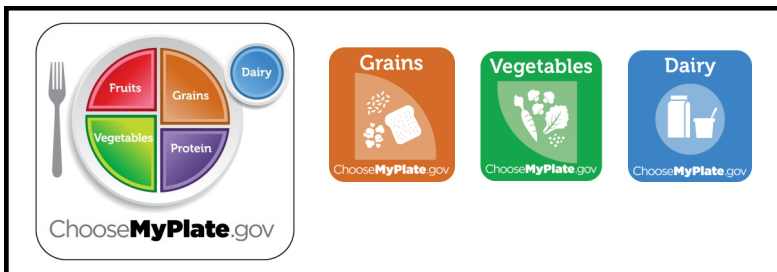 Fruits
Grains
Dairy
Vegetables
Protein
ChooseMyPlate.gov
Grains
ChooseMyPlate.gov
Vegetables
ChooseMyPlate.gov
Dairy
ChooseMyPlate.gov